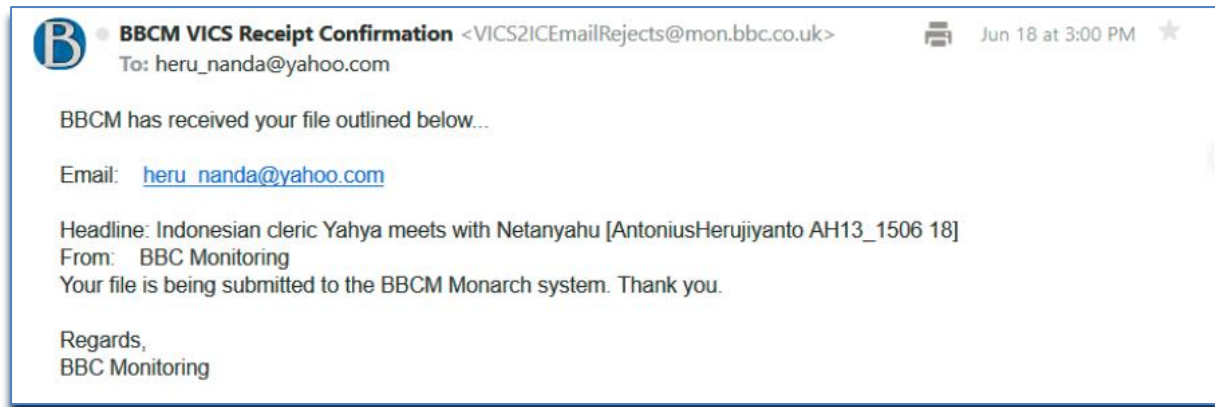 B
BBCM VICS Receipt Confirmation <VICS2ICEmailRejects@mon.bbc.co.uk> Jun 18 at 3:00 PM
To: heru_nanda@yahoo.com
BBCM has received your file outlined below...
Email: heru_nanda@yahoo.com
Headline: Indonesian cleric Yahya meets with Netanyahu [AntoniusHerujiyanto AH13_1506 18]
From: BBC Monitoring
Your file is being submitted to the BBCM Monarch system. Thank you.
Regards,
BBC Monitoring